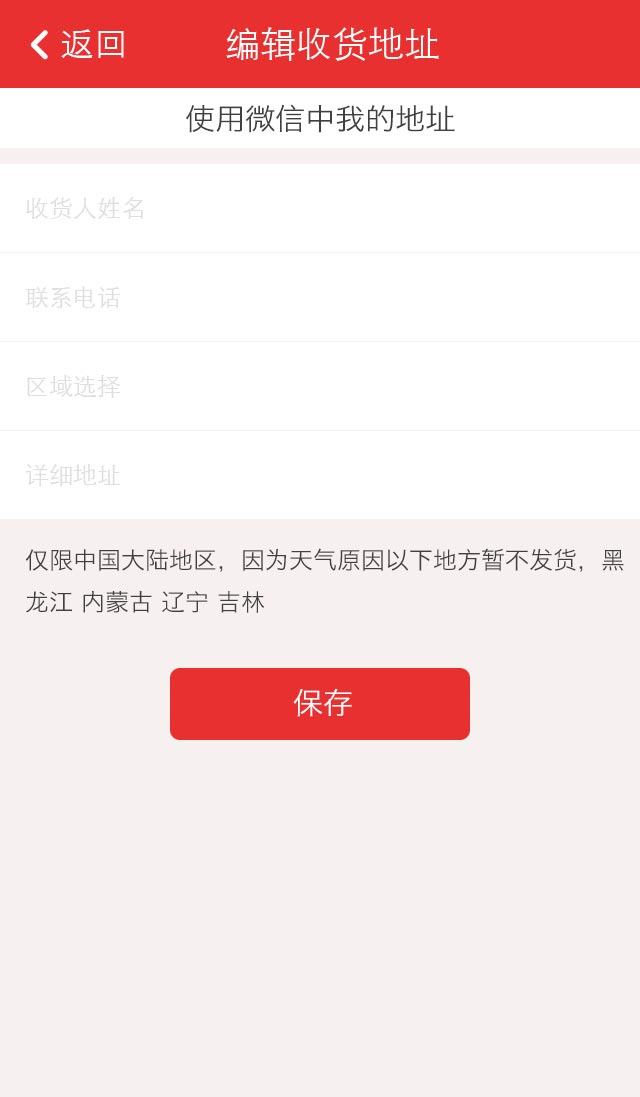 返回
编辑收货地址
使用微信中我的地址
收货人姓名
联系电话
区域选择
详细地址
仅限中国大陆地区，因为天气原因以下地方暂不发货，黑
龙江 内蒙古 辽宁 吉林
保存